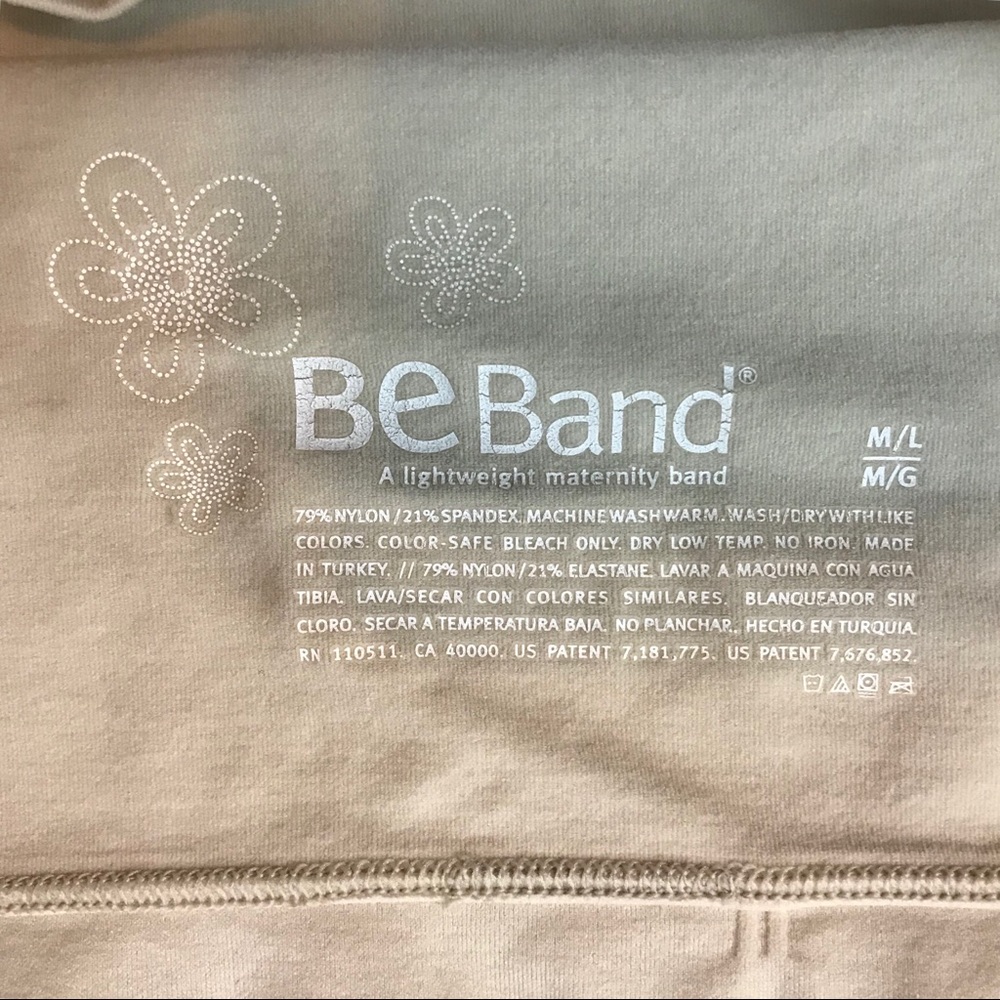 Be Band®
A lightweight maternity band
M/L
M/G
79% NYLON/21% SPANDEX. MACHINE WASH WARM. WASH/DRY WITH LIKE
COLORS. COLOR-SAFE BLEACH ONLY. DRY LOW TEMP. NO IRON. MADE
IN TURKEY. // 79% NYLON/21% ELASTANE. LAVAR A MAQUINA CON AGUA
TIBIA. LAVA/SECAR CON COLORES SIMILARES. BLANQUEADOR SIN
CLORO. SECAR A TEMPERATURA BAJA. NO PLANCHAR. HECHO EN TURQUIA.
RN 110511. CA 40000. US PATENT 7,181,775. US PATENT 7,676,852.